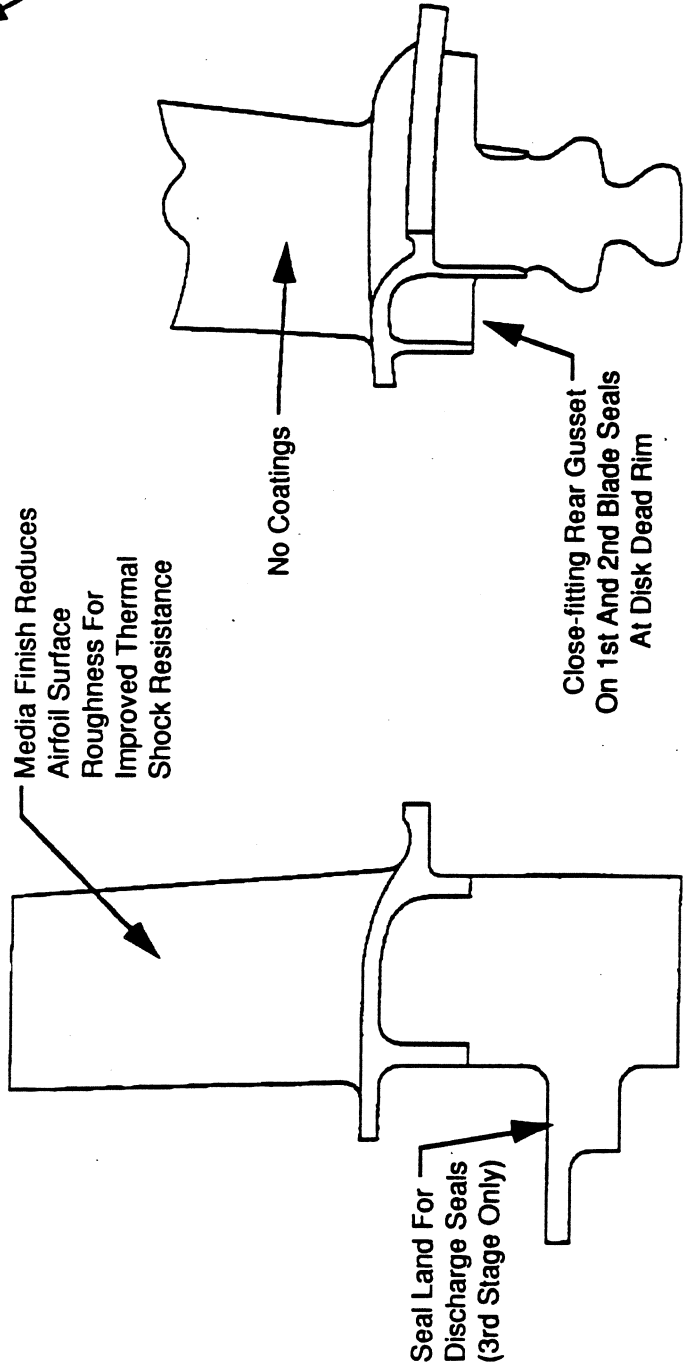 Media Finish Reduces
Airfoil Surface
Roughness For
Improved Thermal
Shock Resistance
No Coatings
Seal Land For
Discharge Seals
(3rd Stage Only)
Close-fitting Rear Gusset
On 1st And 2nd Blade Seals
At Disk Dead Rim